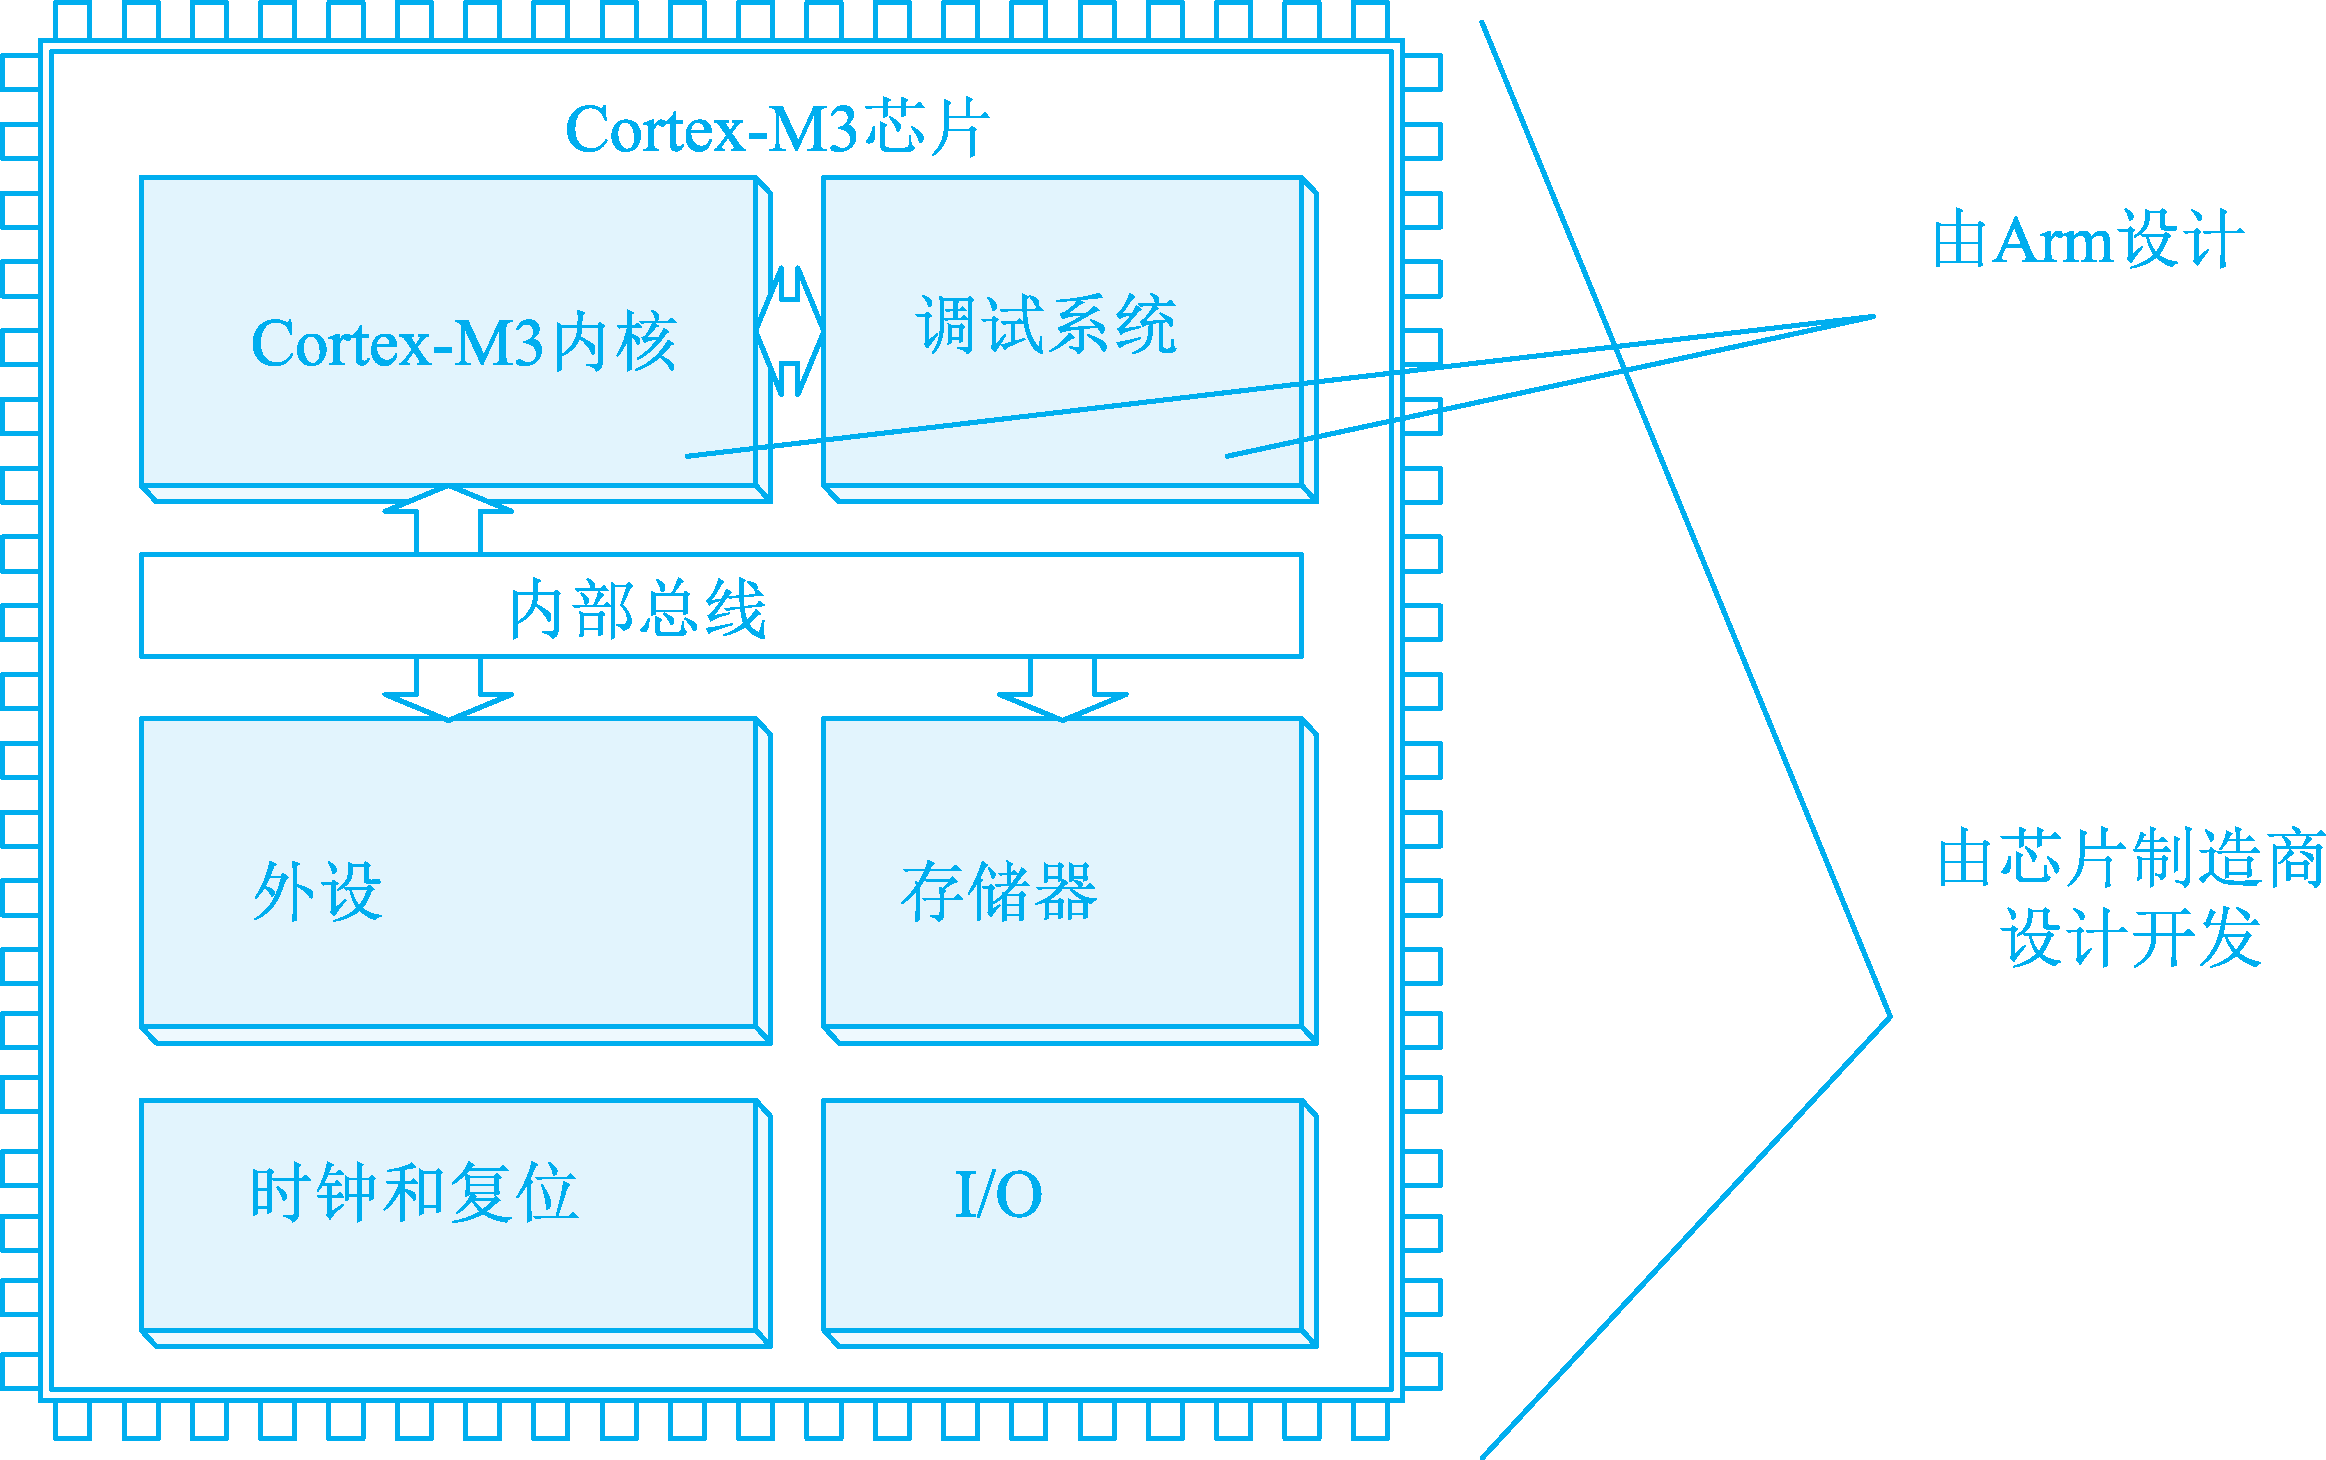 Cortex-M3芯片
Cortex-M3内核
调试系统
由Arm设计
内部总线
外设
存储器
由芯片制造商
设计开发
时钟和复位
I/O